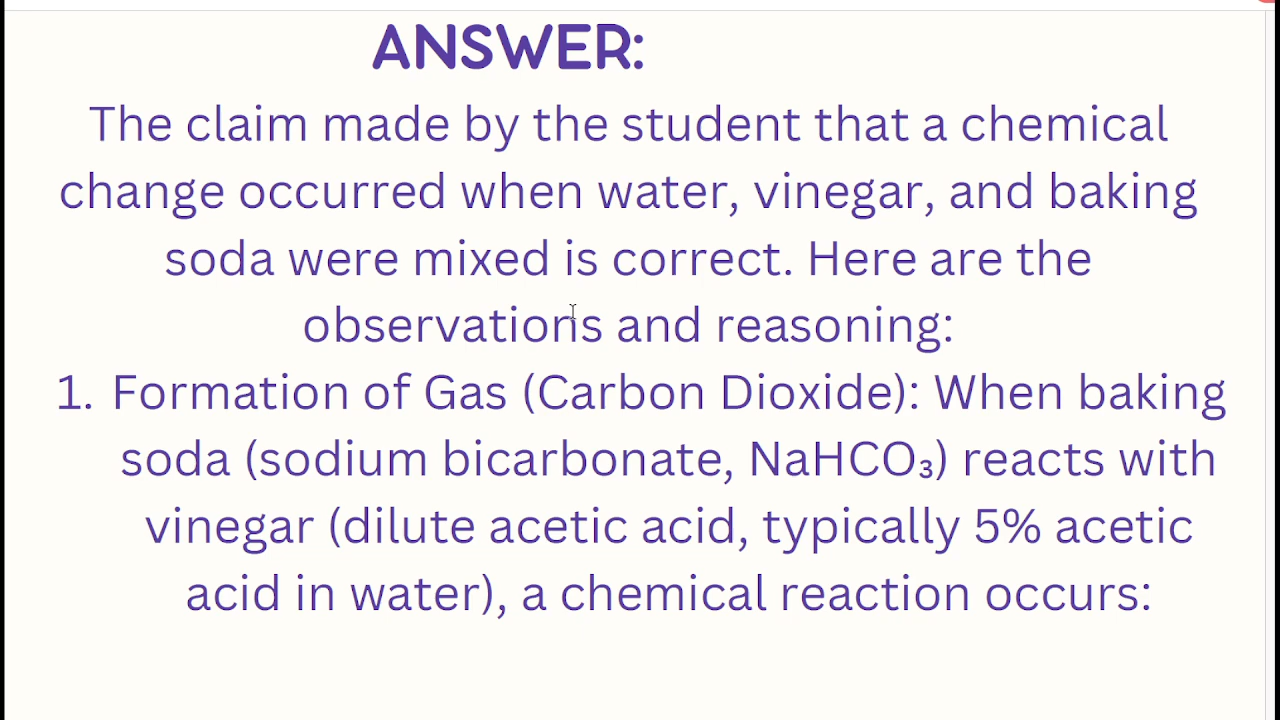 ANSWER:
The claim made by the student that a chemical
change occurred when water, vinegar, and baking
soda were mixed is correct. Here are the
observations and reasoning:
1. Formation of Gas (Carbon Dioxide): When baking
soda (sodium bicarbonate, NaHCO₃) reacts with
vinegar (dilute acetic acid, typically 5% acetic
acid in water), a chemical reaction occurs: